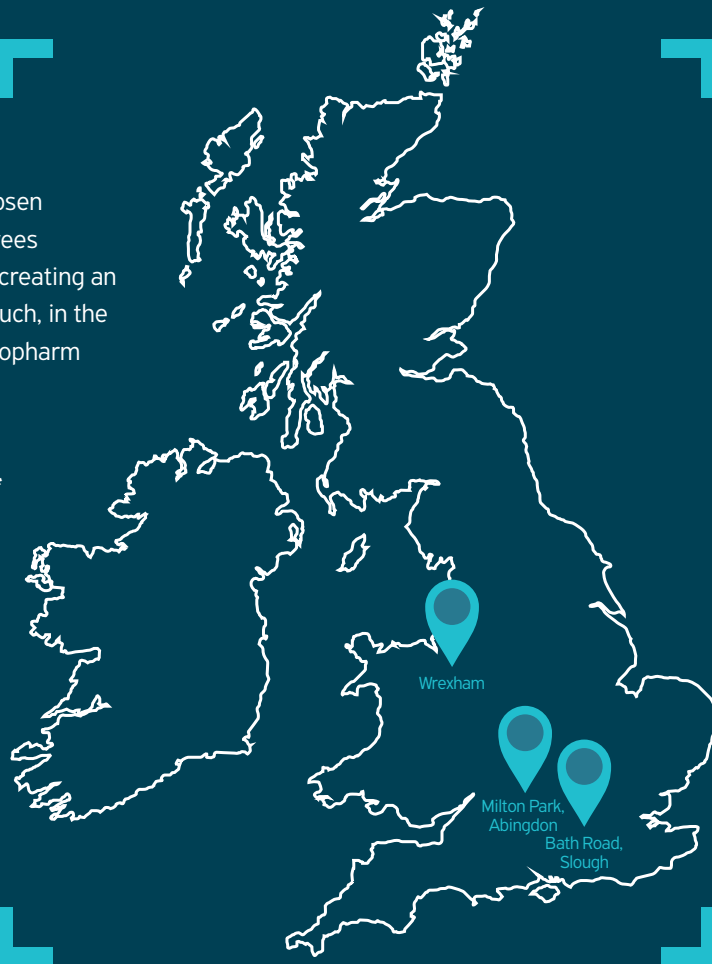 osen
ees
creating an
uch, in the
opharm
Wrexham
Milton Park,
Abingdon
Bath Road,
Slough